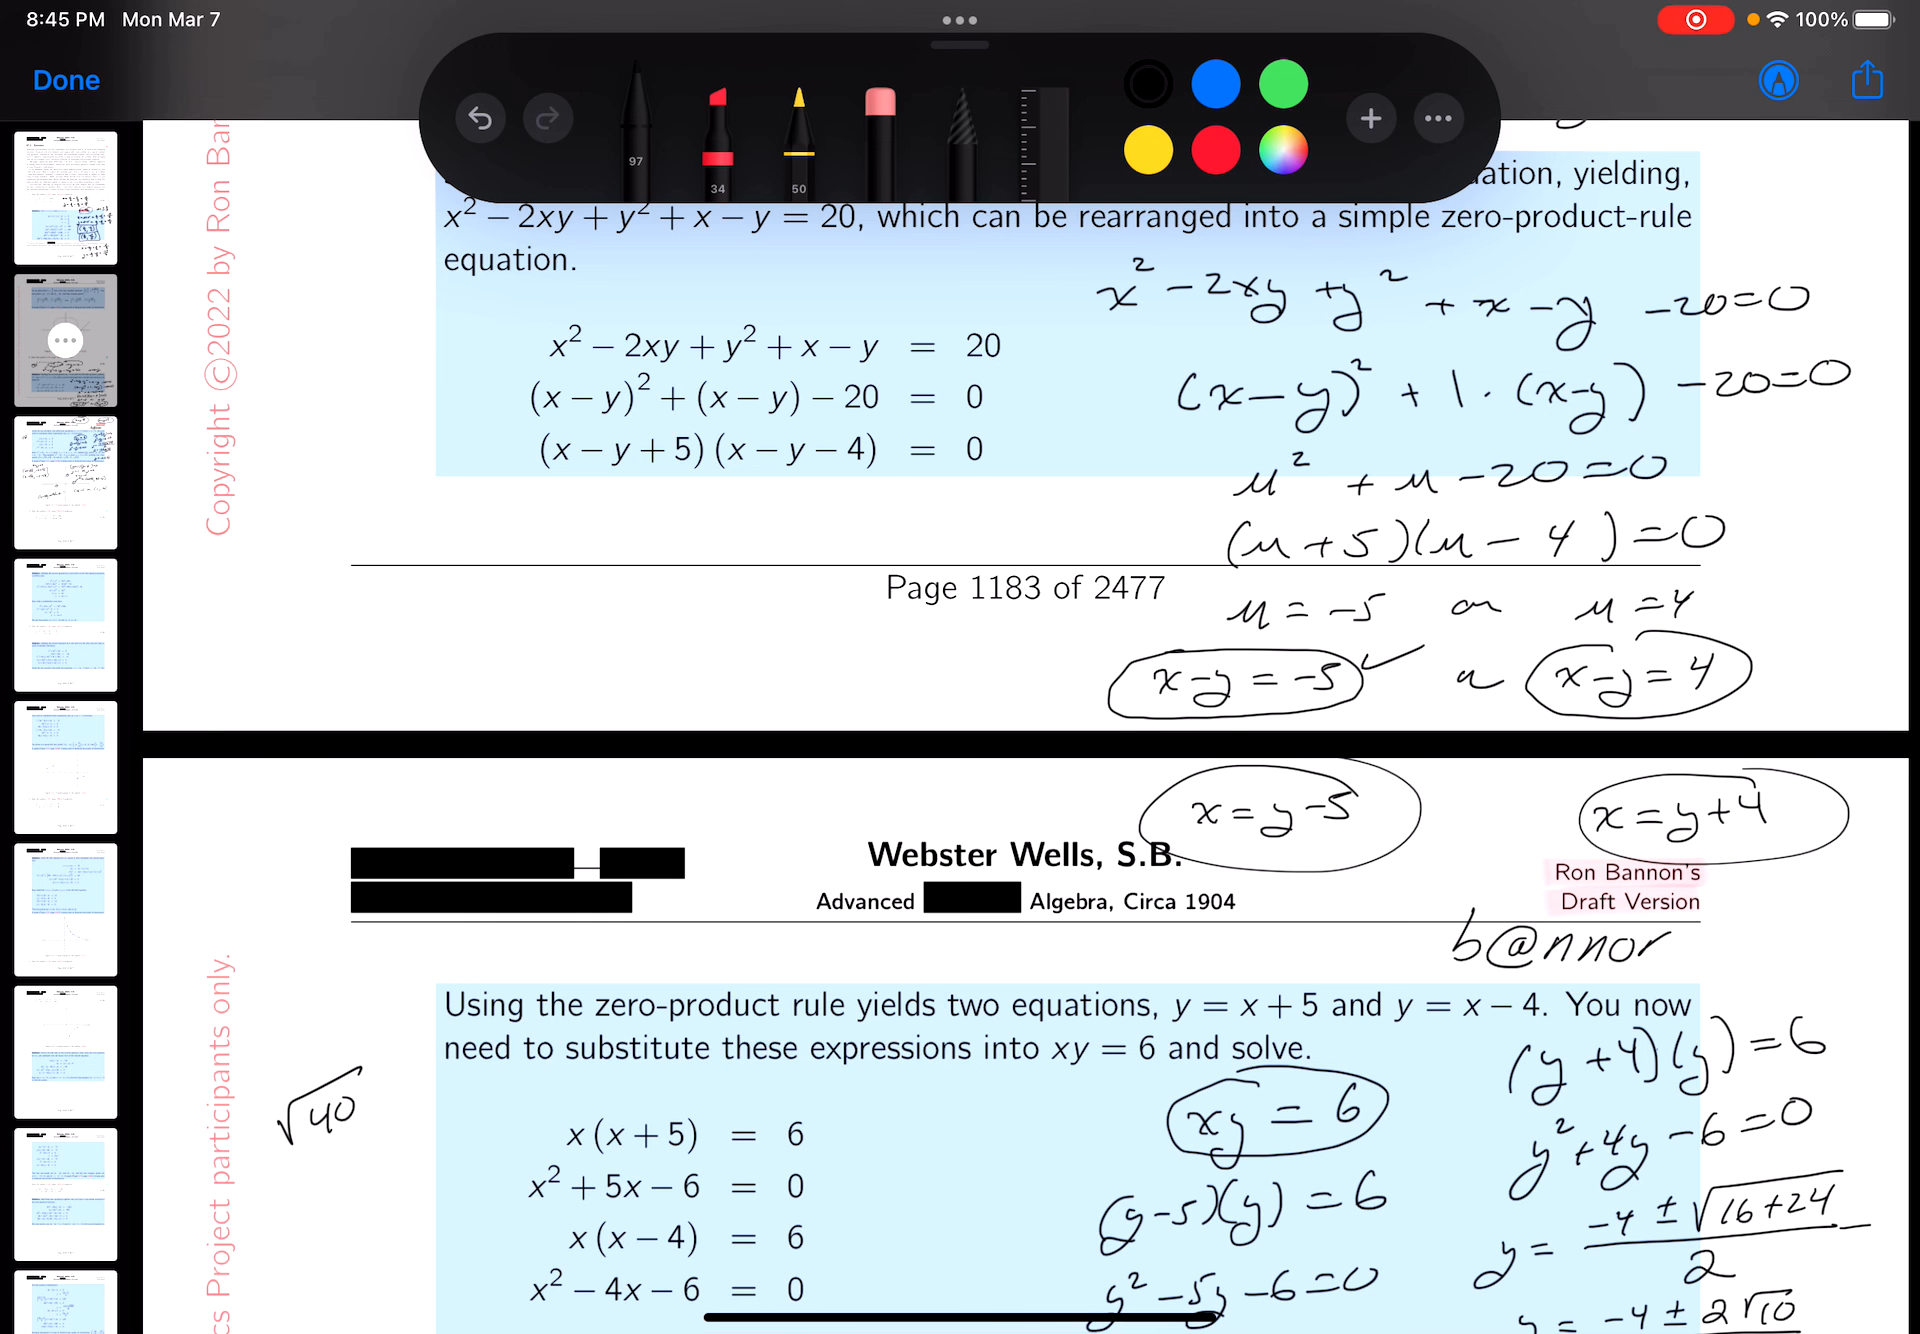 8:45 PM Mon Mar 7
100%
Done
97
34
50
ation, yielding,
x² − 2xy + y² + x − y = 20, which can be rearranged into a simple zero-product-rule
equation.
x² − 2xy + y² + x − y = 20
(x − y)² + (x − y) − 20 = 0
(x − y + 5) (x − y − 4) = 0
x² − 2xy + y² + x − y − 20 = 0
(x − y)² + 1 · (x − y) − 20 = 0
u² + u − 20 = 0
(u + 5)(u − 4) = 0
u = −5 or u = 4
x − y = −5 ✓ or x − y = 4
Page 1183 of 2477
Copyright ©2022 by Ron Bar
x = y − 5
x = y + 4
Webster Wells, S.B.
Advanced Algebra, Circa 1904
Ron Bannon's
Draft Version
b@nnor
Using the zero-product rule yields two equations, y = x + 5 and y = x − 4. You now
need to substitute these expressions into xy = 6 and solve.
x (x + 5) = 6
x² + 5x − 6 = 0
x (x − 4) = 6
x² − 4x − 6 = 0
√40
xy = 6
(y − 5)(y) = 6
y² − 5y − 6 = 0
(y + 4)(y) = 6
y² + 4y − 6 = 0
y = (−4 ± √(16 + 24))/2
y = −4 ± 2√10
cs Project participants only.